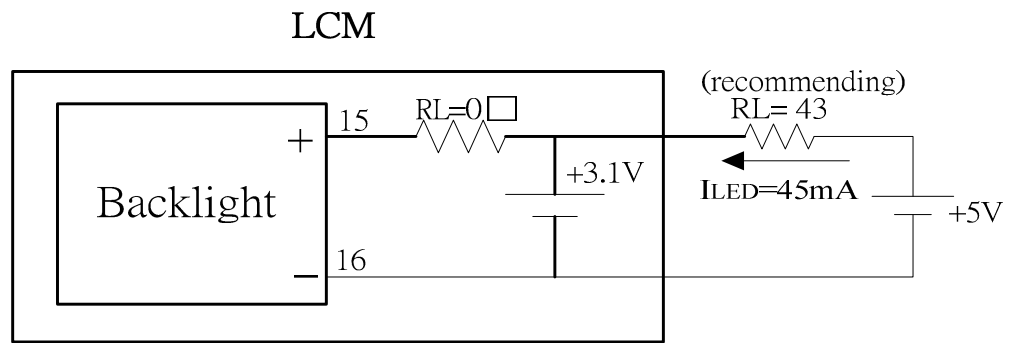 LCM
(recommending)
RL=0□
RL= 43
15
+
+3.1V
ILED=45mA
Backlight
+5V
16
−